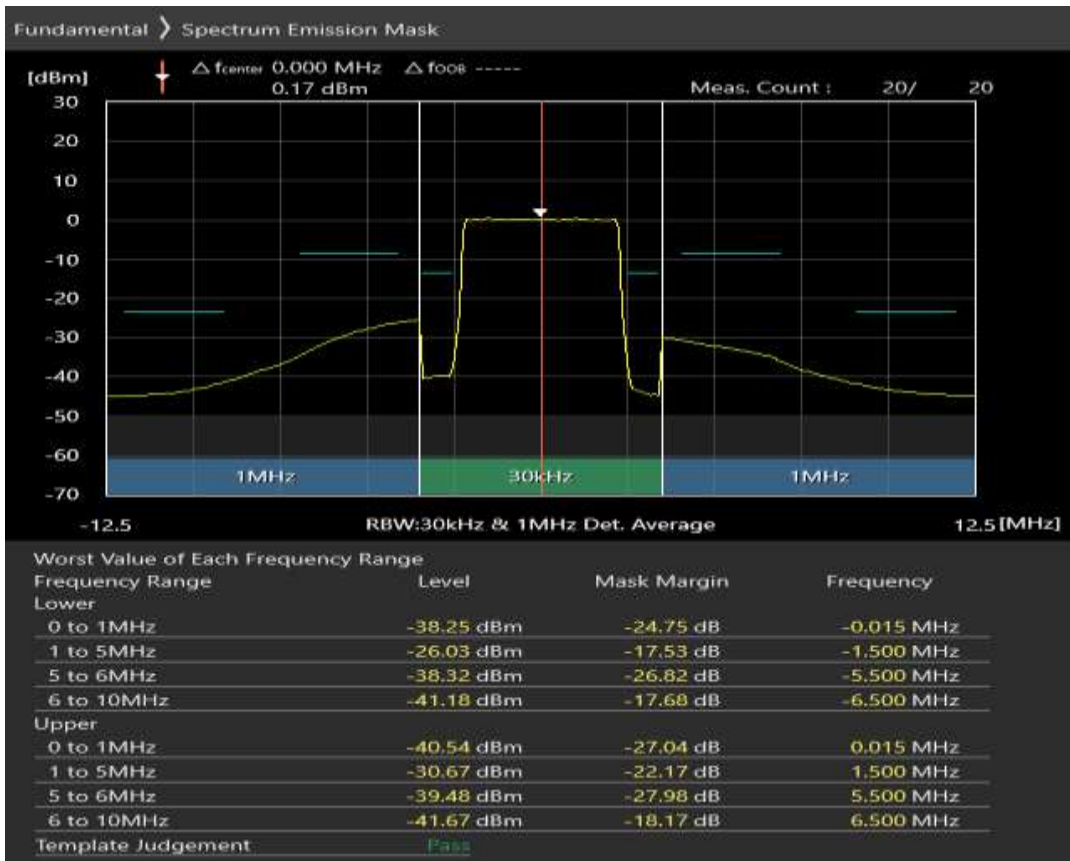 Fundamental ❯ Spectrum Emission Mask
[dBm] △ fcenter 0.000 MHz △ fOOB -----
0.17 dBm Meas. Count : 20/ 20
30
20
10
0
-10
-20
-30
-40
-50
-60
-70
1MHz 30kHz 1MHz
-12.5 RBW:30kHz & 1MHz Det. Average 12.5 [MHz]
Worst Value of Each Frequency Range
Frequency Range Level Mask Margin Frequency
Lower
0 to 1MHz -38.25 dBm -24.75 dB -0.015 MHz
1 to 5MHz -26.03 dBm -17.53 dB -1.500 MHz
5 to 6MHz -38.32 dBm -26.82 dB -5.500 MHz
6 to 10MHz -41.18 dBm -17.68 dB -6.500 MHz
Upper
0 to 1MHz -40.54 dBm -27.04 dB 0.015 MHz
1 to 5MHz -30.67 dBm -22.17 dB 1.500 MHz
5 to 6MHz -39.48 dBm -27.98 dB 5.500 MHz
6 to 10MHz -41.67 dBm -18.17 dB 6.500 MHz
Template Judgement Pass